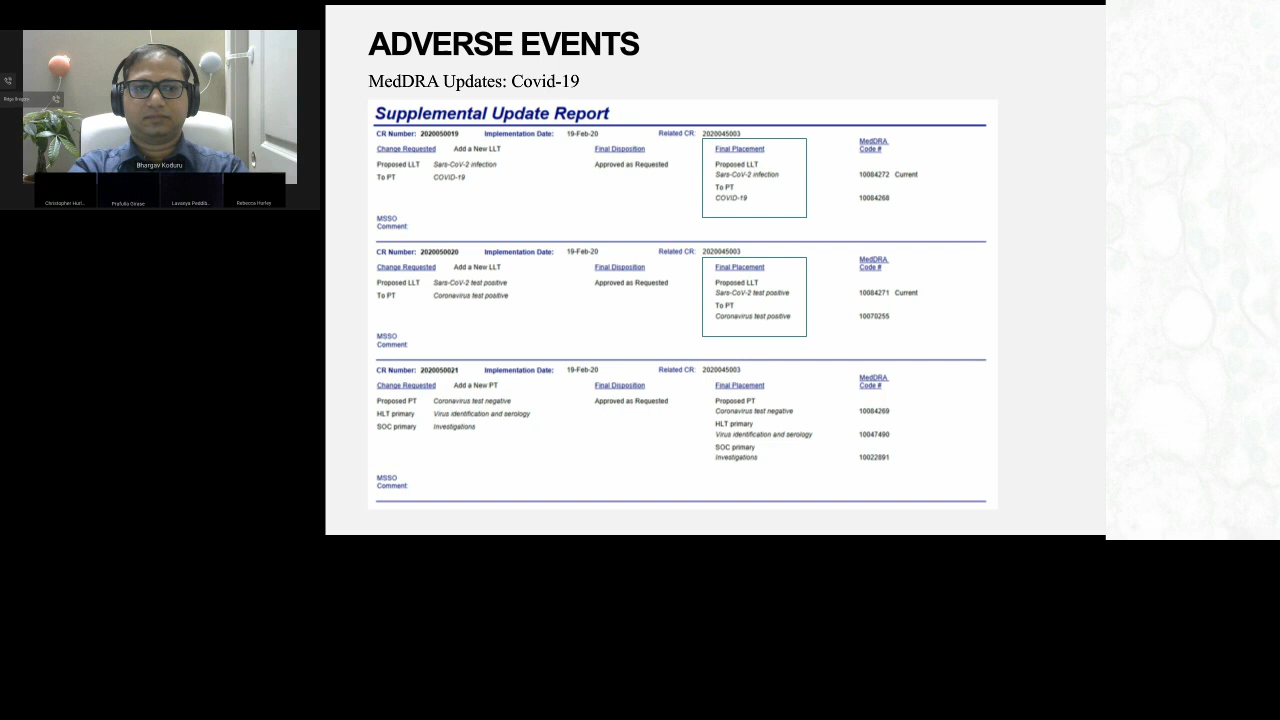 ADVERSE EVENTS
MedDRA Updates: Covid-19
Supplemental Update Report
CR Number: 2020050019 Implementation Date: 19-Feb-20 Related CR: 2020045003
Change Requested Add a New LLT Final Disposition Final Placement MedDRA Code #
Proposed LLT Sars-CoV-2 infection Approved as Requested Proposed LLT
Sars-CoV-2 infection 10084272 Current
To PT COVID-19 To PT
COVID-19 10084268
MSSO
Comment:
CR Number: 2020050020 Implementation Date: 19-Feb-20 Related CR: 2020045003
Change Requested Add a New LLT Final Disposition Final Placement MedDRA Code #
Proposed LLT Sars-CoV-2 test positive Approved as Requested Proposed LLT
Sars-CoV-2 test positive 10084271 Current
To PT Coronavirus test positive To PT
Coronavirus test positive 10070255
MSSO
Comment:
CR Number: 2020050021 Implementation Date: 19-Feb-20 Related CR: 2020045003
Change Requested Add a New PT Final Disposition Final Placement MedDRA Code #
Proposed PT Coronavirus test negative Approved as Requested Proposed PT
Coronavirus test negative 10084269
HLT primary Virus identification and serology HLT primary
Virus identification and serology 10047490
SOC primary Investigations SOC primary
Investigations 10022891
MSSO
Comment:
Bhargav Koduru
Christopher Hurl... Prafulla Girase Lavanya Peddib... Rebecca Hurley